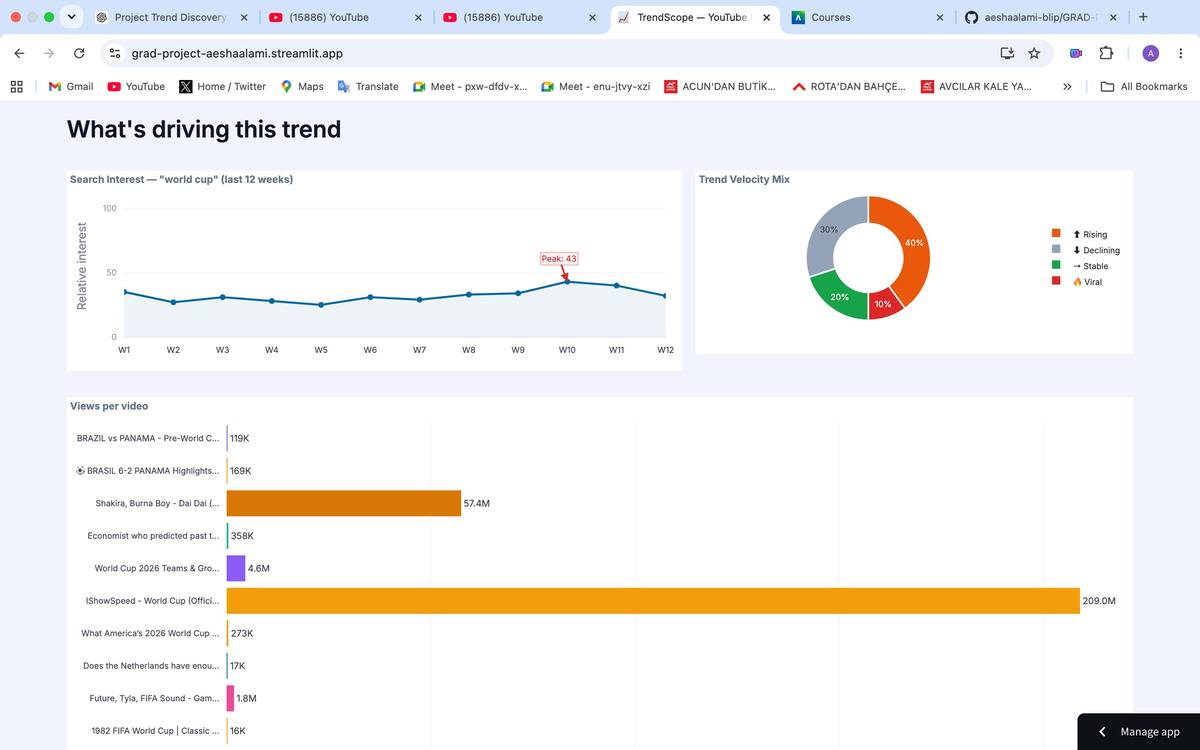 Project Trend Discovery
(15886) YouTube
(15886) YouTube
TrendScope — YouTube
Courses
aeshaalami-blip/GRAD-
grad-project-aeshaalami.streamlit.app
A
Gmail
YouTube
Home / Twitter
Maps
Translate
Meet - pxw-dfdv-x...
Meet - enu-jtvy-xzi
ACUN'DAN BUTİK...
ROTA'DAN BAHÇE...
AVCILAR KALE YA...
All Bookmarks
What's driving this trend
Search Interest — "world cup" (last 12 weeks)
Relative interest
100
50
0
Peak: 43
W1 W2 W3 W4 W5 W6 W7 W8 W9 W10 W11 W12
Trend Velocity Mix
30%
40%
20%
10%
⬆ Rising
⬇ Declining
→ Stable
🔥 Viral
Views per video
BRAZIL vs PANAMA - Pre-World C... 119K
BRASIL 6-2 PANAMA Highlights... 169K
Shakira, Burna Boy - Dai Dai (... 57.4M
Economist who predicted past t... 358K
World Cup 2026 Teams & Gro... 4.6M
IShowSpeed - World Cup (Offici... 209.0M
What America's 2026 World Cup ... 273K
Does the Netherlands have enou... 17K
Future, Tyla, FIFA Sound - Gam... 1.8M
1982 FIFA World Cup | Classic ... 16K
Manage app